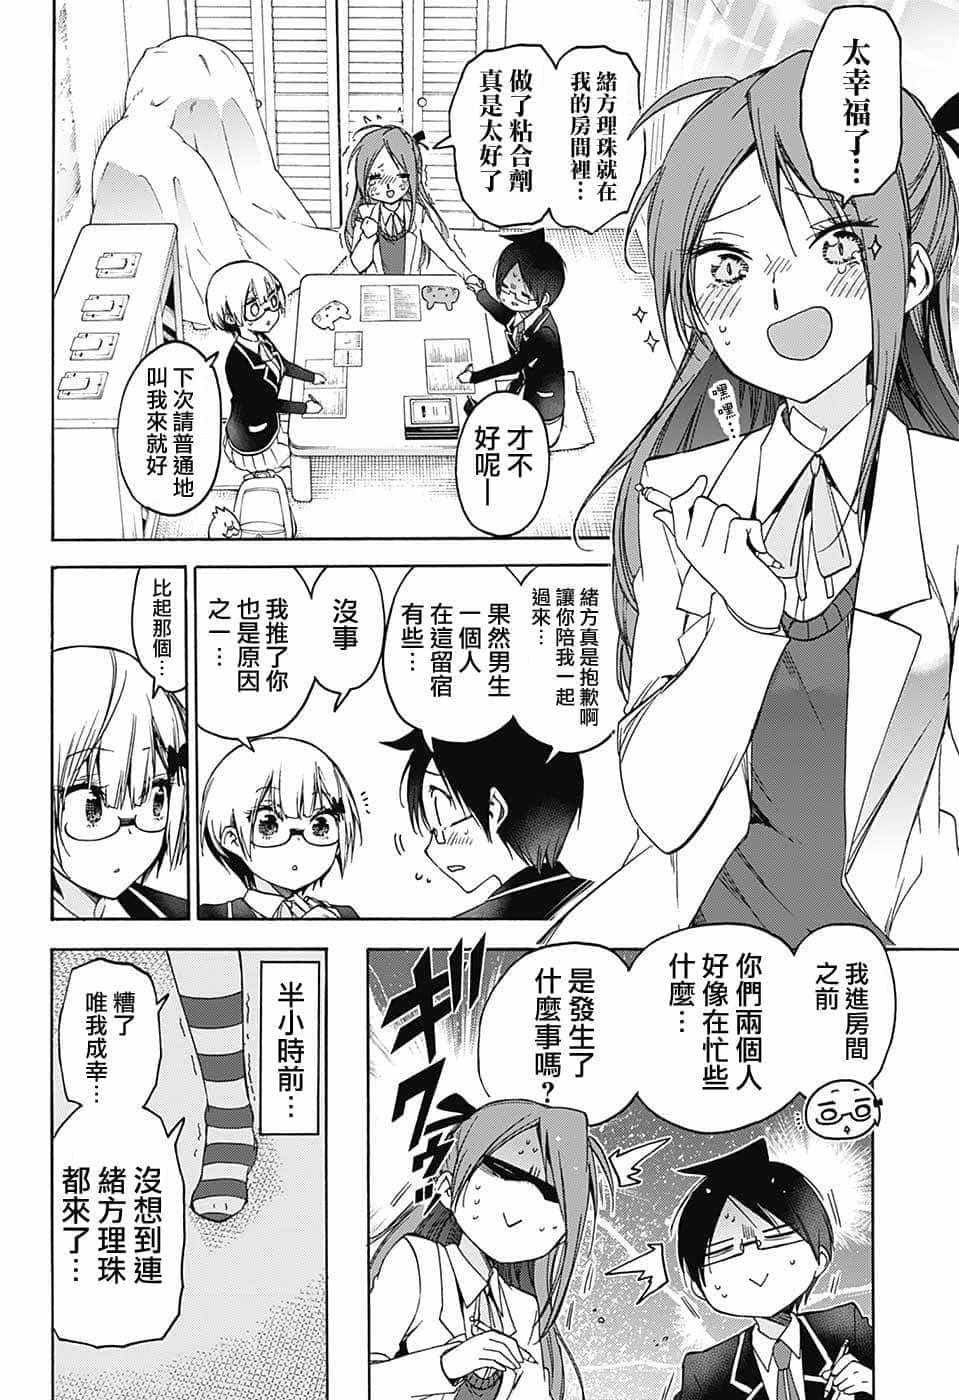 太幸福了…
緒方理珠就在
我的房間裡…
做了粘合劑
真是太好了
嘿
嘿…
才不
好呢—
下次請普通地
叫我來就好
緒方真是抱歉啊
讓你陪我一起
過來…
果然男生
一個人
在這留宿
有些…
沒事
我推了你
也是原因
之一…
比起那個…
我進房間
之前
你們兩個人
好像在忙些
什麼…
是發生了
什麼事嗎?
ギクゥッ
半小時前…
糟了
唯我成幸…
沒想到連
緒方理珠
都來了…